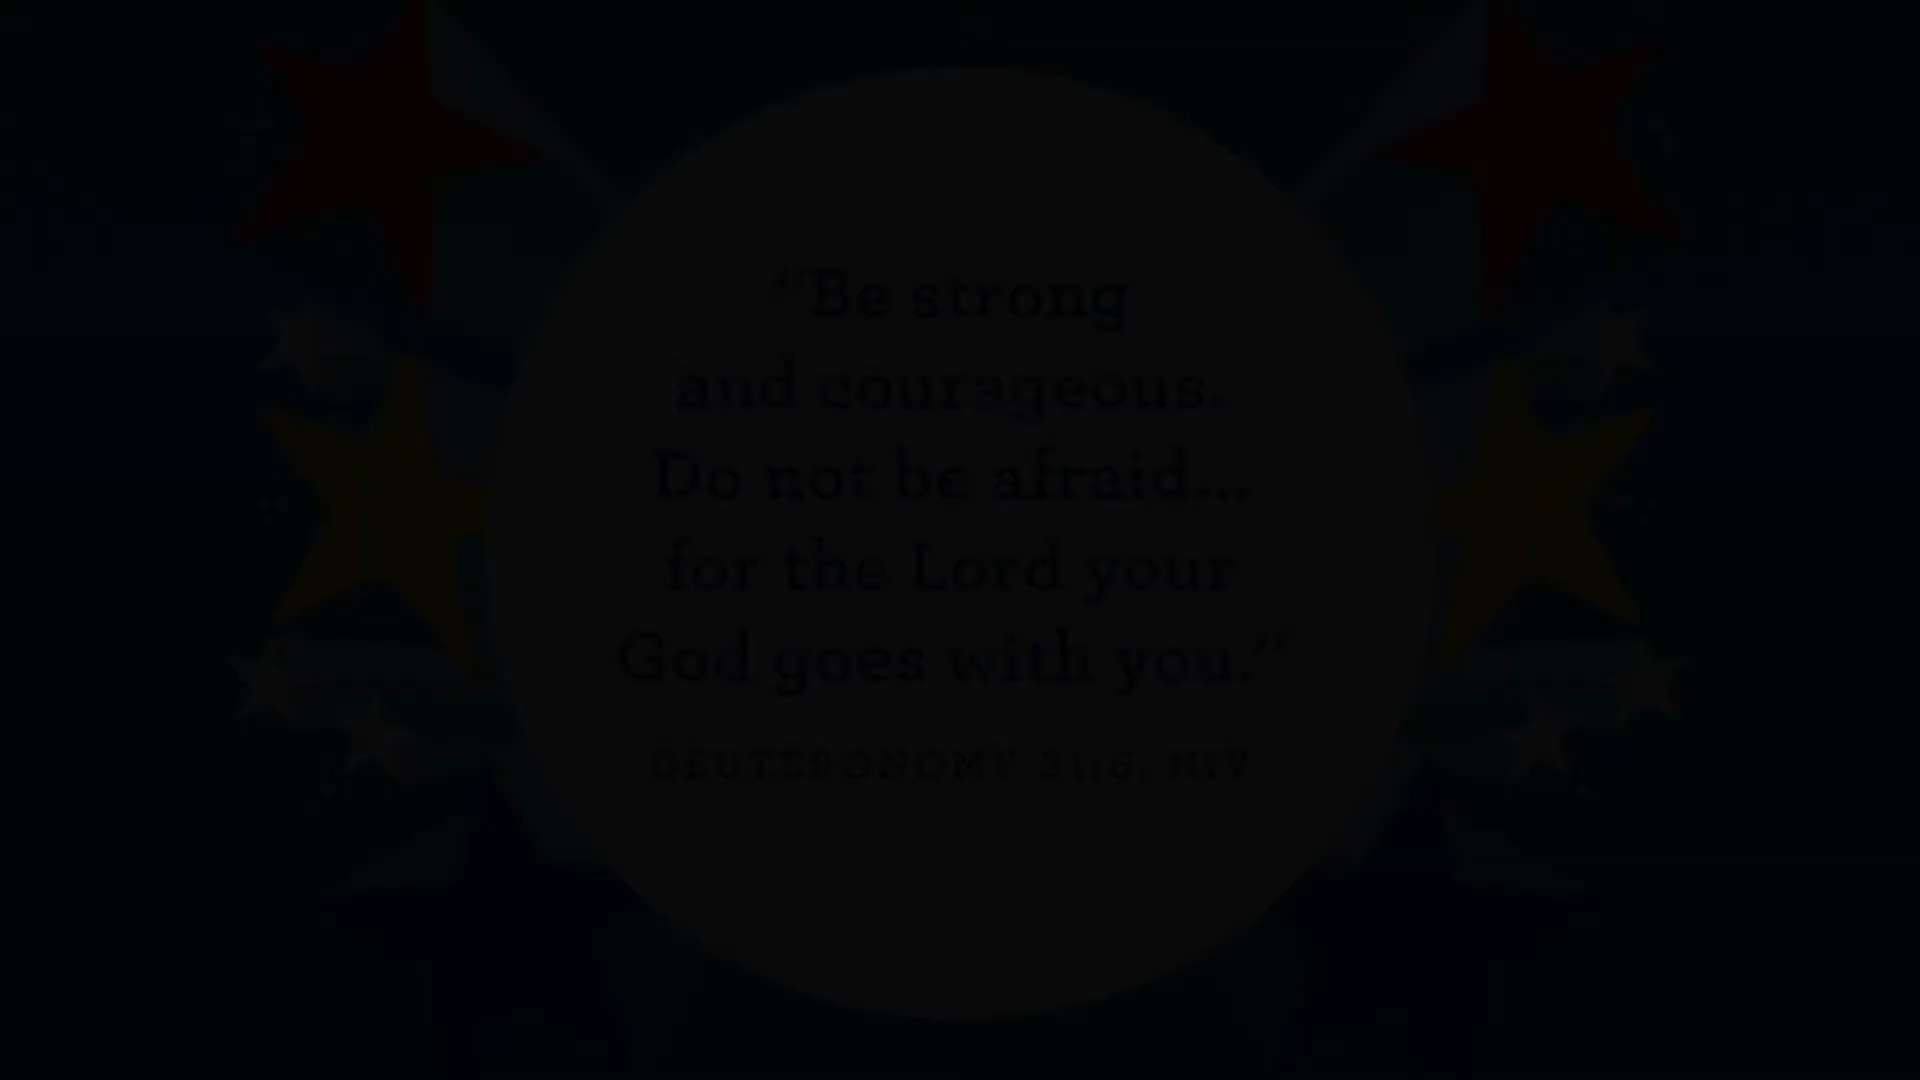 “Be strong
and courageous.
Do not be afraid...
for the Lord your
God goes with you.”
DEUTERONOMY 31:6, NIV